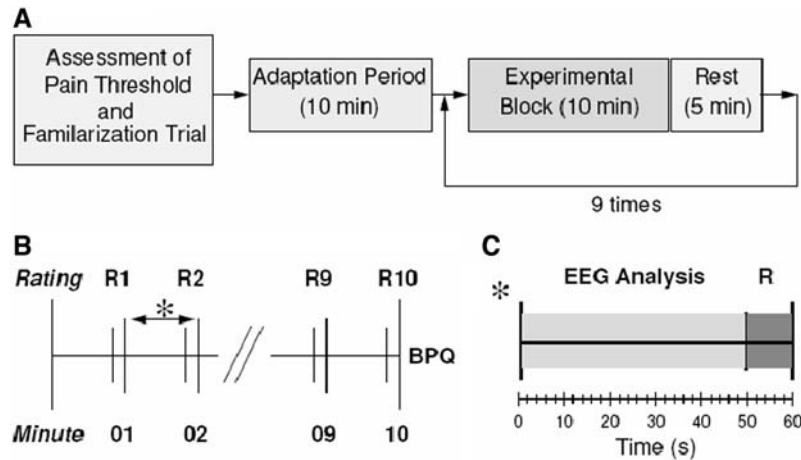 A
Assessment of
Pain Threshold
and
Familarization Trial
Adaptation Period
(10 min)
Experimental
Block (10 min)
Rest
(5 min)
9 times
B
Rating R1 R2 R9 R10
*
BPQ
Minute 01 02 09 10
C
* EEG Analysis R
0 10 20 30 40 50 60
Time (s)